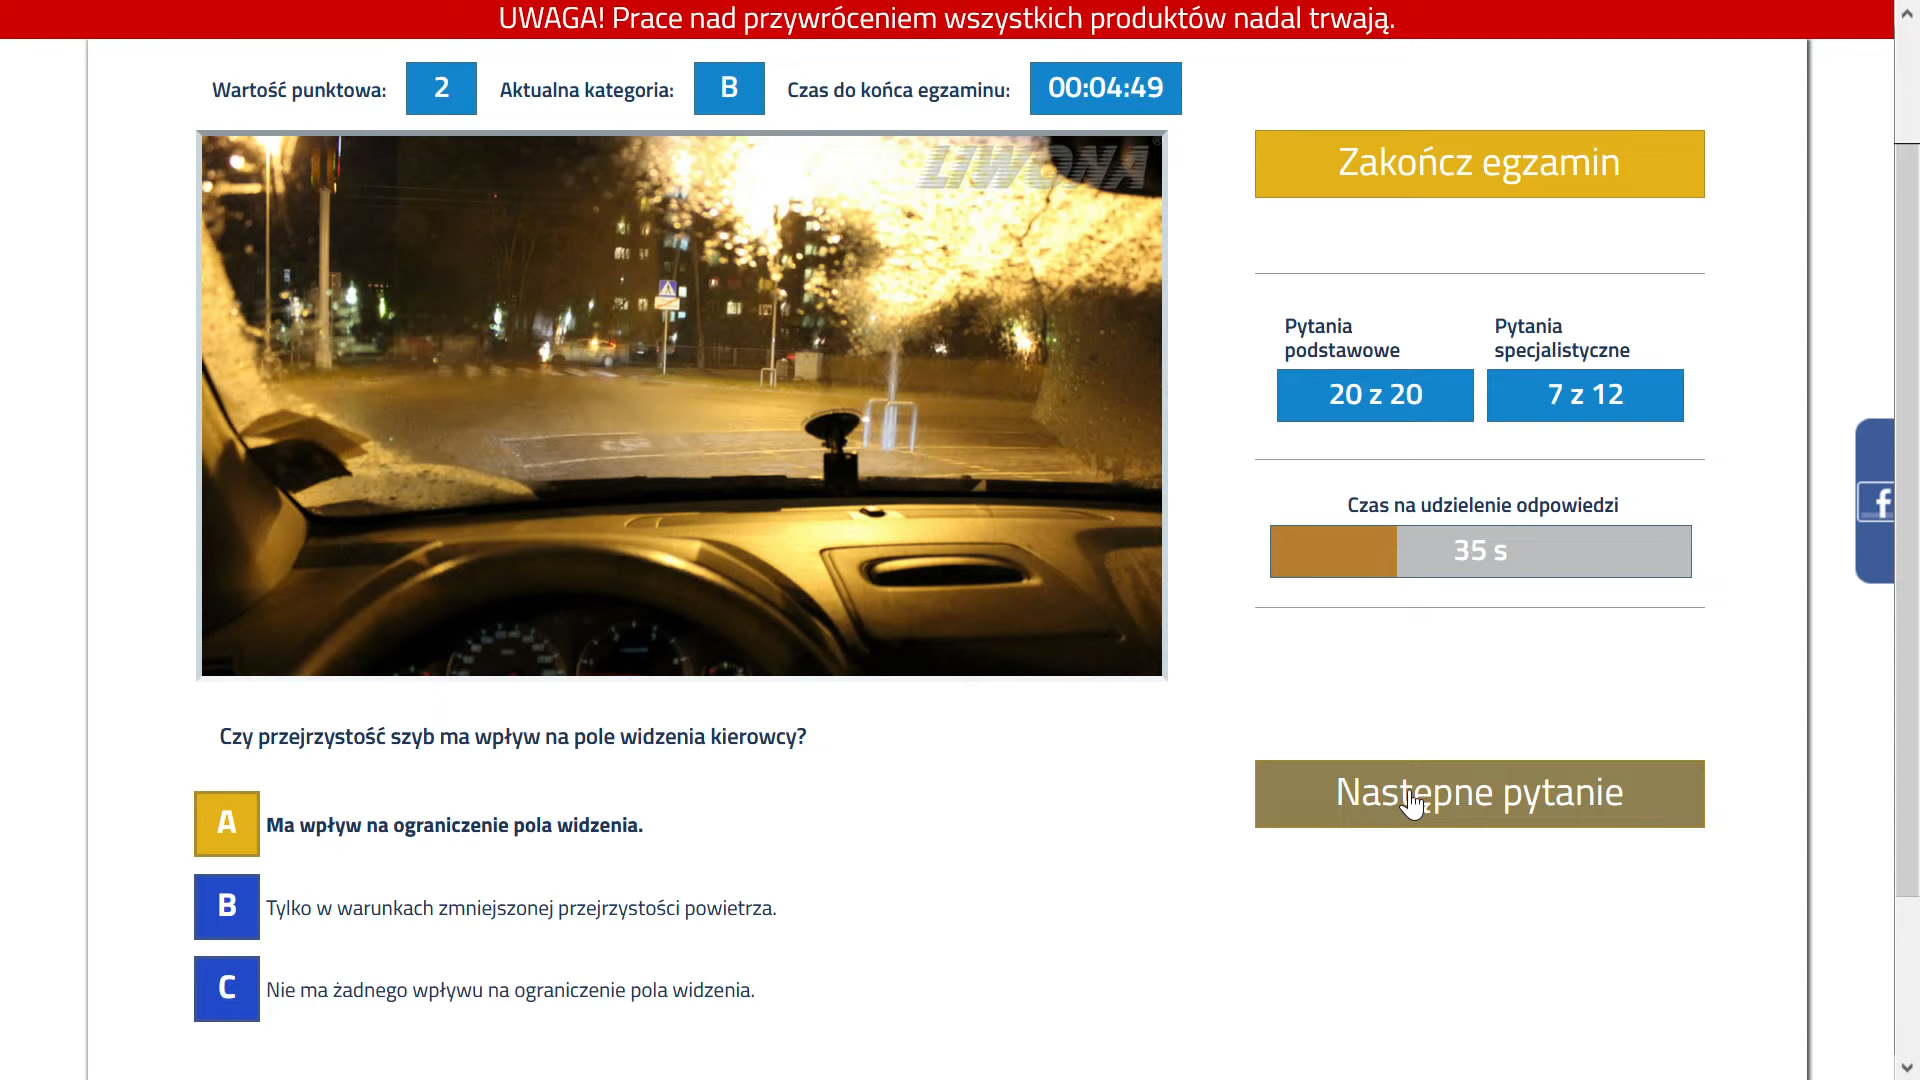 UWAGA! Prace nad przywróceniem wszystkich produktów nadal trwają.
Wartość punktowa: 2 Aktualna kategoria: B Czas do końca egzaminu: 00:04:49
LIWONA
Zakończ egzamin
Pytania podstawowe
20 z 20
Pytania specjalistyczne
7 z 12
Czas na udzielenie odpowiedzi
35 s
Czy przejrzystość szyb ma wpływ na pole widzenia kierowcy?
Następne pytanie
A Ma wpływ na ograniczenie pola widzenia.
B Tylko w warunkach zmniejszonej przejrzystości powietrza.
C Nie ma żadnego wpływu na ograniczenie pola widzenia.
f